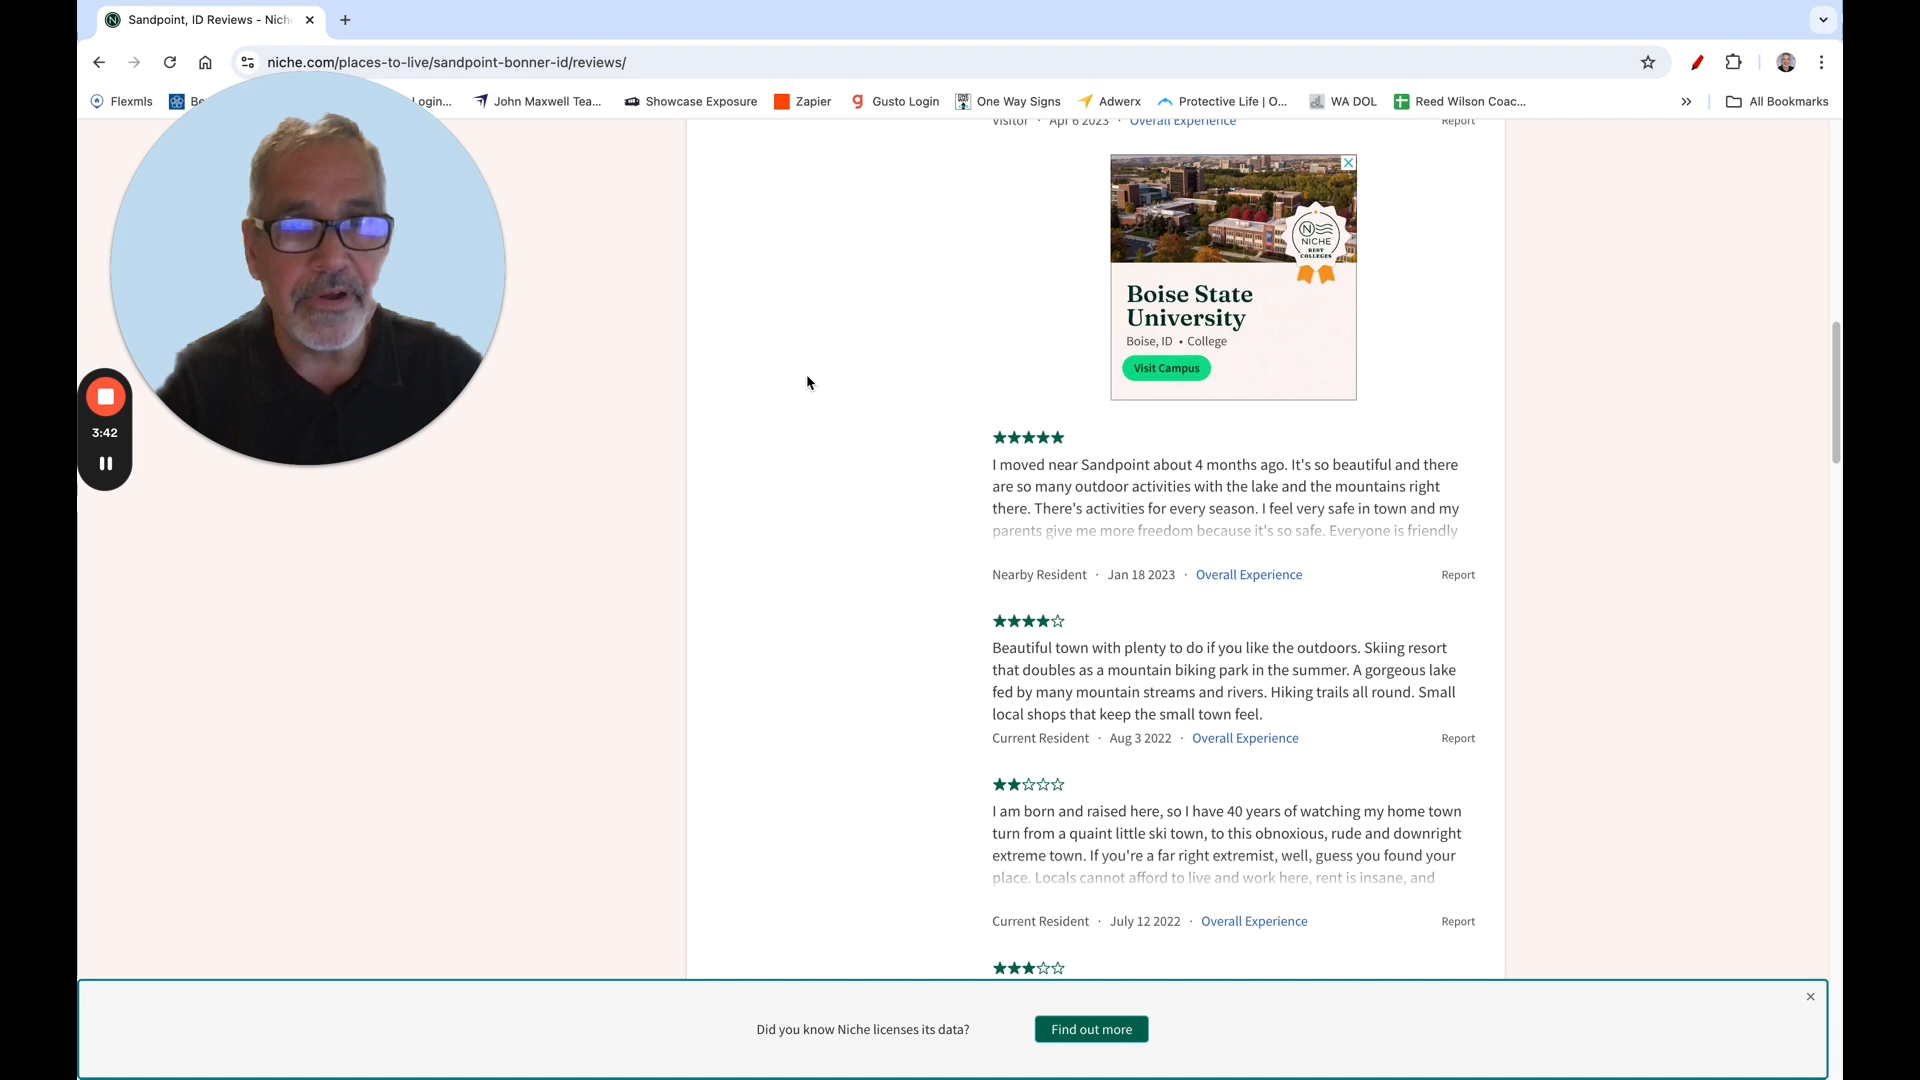 Sandpoint, ID Reviews - Nich
niche.com/places-to-live/sandpoint-bonner-id/reviews/
Flexmls
Be
Login...
John Maxwell Tea...
Showcase Exposure
Zapier
Gusto Login
One Way Signs
Adwerx
Protective Life | O...
WA DOL
Reed Wilson Coac...
All Bookmarks
Visitor · Apr 6 2023 · Overall Experience
Report
NICHE
BEST
COLLEGES
Boise State
University
Boise, ID • College
Visit Campus
3:42
I moved near Sandpoint about 4 months ago. It's so beautiful and there
are so many outdoor activities with the lake and the mountains right
there. There's activities for every season. I feel very safe in town and my
parents give me more freedom because it's so safe. Everyone is friendly
Nearby Resident · Jan 18 2023 · Overall Experience
Report
Beautiful town with plenty to do if you like the outdoors. Skiing resort
that doubles as a mountain biking park in the summer. A gorgeous lake
fed by many mountain streams and rivers. Hiking trails all round. Small
local shops that keep the small town feel.
Current Resident · Aug 3 2022 · Overall Experience
Report
I am born and raised here, so I have 40 years of watching my home town
turn from a quaint little ski town, to this obnoxious, rude and downright
extreme town. If you're a far right extremist, well, guess you found your
place. Locals cannot afford to live and work here, rent is insane, and
Current Resident · July 12 2022 · Overall Experience
Report
Did you know Niche licenses its data?
Find out more